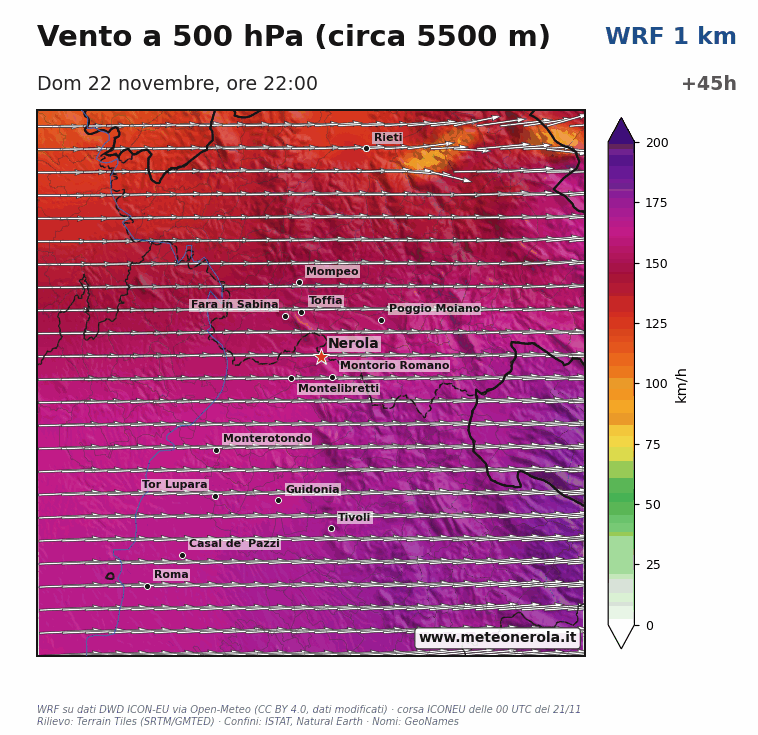 Vento a 500 hPa (circa 5500 m)
WRF 1 km
Dom 22 novembre, ore 22:00
+45h
Rieti
Mompeo
Toffia
Fara in Sabina
Poggio Moiano
Nerola
Montorio Romano
Montelibretti
Monterotondo
Tor Lupara
Guidonia
Tivoli
Casal de' Pazzi
Roma
www.meteonerola.it
200
175
150
125
100
75
50
25
0
km/h
WRF su dati DWD ICON-EU via Open-Meteo (CC BY 4.0, dati modificati) · corsa ICONEU delle 00 UTC del 21/11
Rilievo: Terrain Tiles (SRTM/GMTED) · Confini: ISTAT, Natural Earth · Nomi: GeoNames